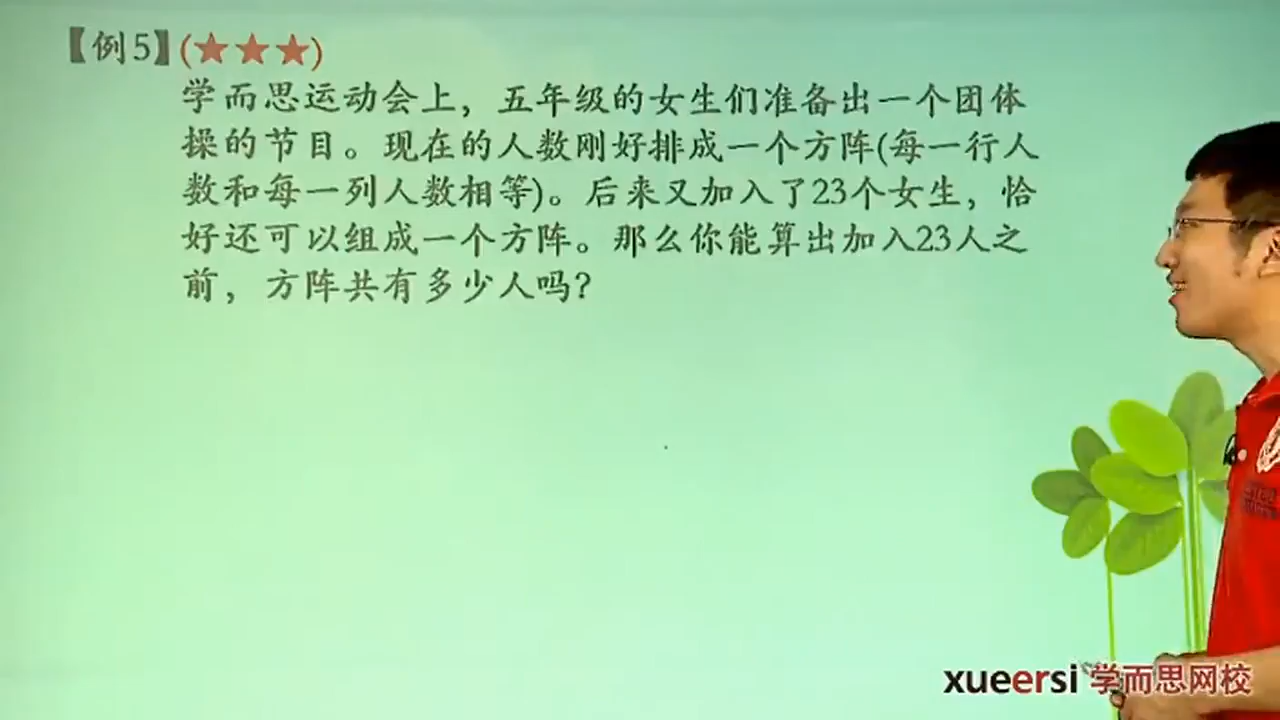 【例5】(★★★)
学而思运动会上，五年级的女生们准备出一个团体
操的节目。现在的人数刚好排成一个方阵(每一行人
数和每一列人数相等)。后来又加入了23个女生，恰
好还可以组成一个方阵。那么你能算出加入23人之
前，方阵共有多少人吗？
xueersi 学而思网校